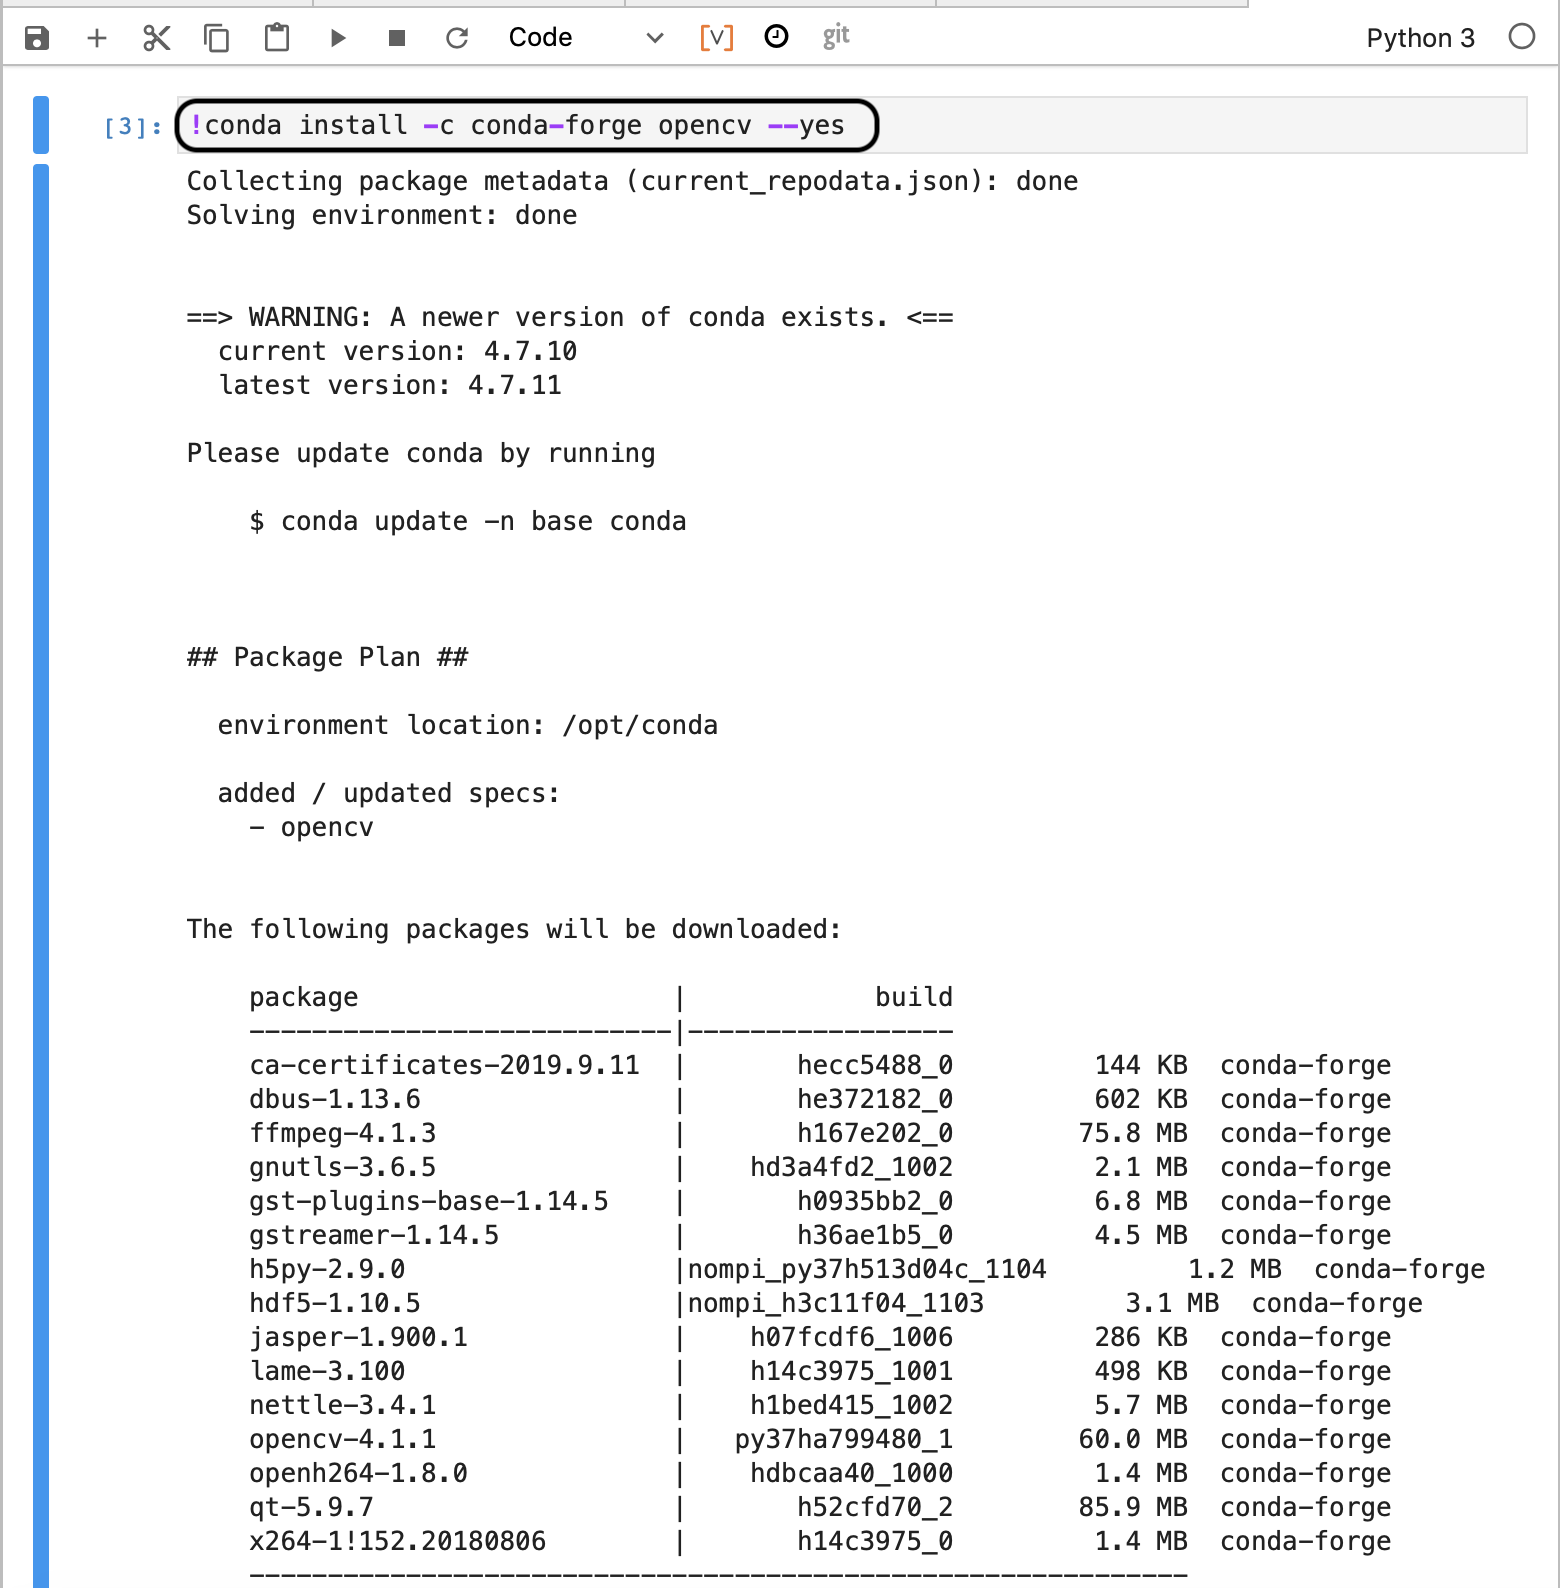 Code [V] git Python 3
[3]: !conda install -c conda-forge opencv --yes
Collecting package metadata (current_repodata.json): done
Solving environment: done
==> WARNING: A newer version of conda exists. <==
current version: 4.7.10
latest version: 4.7.11
Please update conda by running
$ conda update -n base conda
## Package Plan ##
environment location: /opt/conda
added / updated specs:
- opencv
The following packages will be downloaded:
package | build
---------------------------|-----------------
ca-certificates-2019.9.11 | hecc5488_0 144 KB conda-forge
dbus-1.13.6 | he372182_0 602 KB conda-forge
ffmpeg-4.1.3 | h167e202_0 75.8 MB conda-forge
gnutls-3.6.5 | hd3a4fd2_1002 2.1 MB conda-forge
gst-plugins-base-1.14.5 | h0935bb2_0 6.8 MB conda-forge
gstreamer-1.14.5 | h36ae1b5_0 4.5 MB conda-forge
h5py-2.9.0 |nompi_py37h513d04c_1104 1.2 MB conda-forge
hdf5-1.10.5 |nompi_h3c11f04_1103 3.1 MB conda-forge
jasper-1.900.1 | h07fcdf6_1006 286 KB conda-forge
lame-3.100 | h14c3975_1001 498 KB conda-forge
nettle-3.4.1 | h1bed415_1002 5.7 MB conda-forge
opencv-4.1.1 | py37ha799480_1 60.0 MB conda-forge
openh264-1.8.0 | hdbcaa40_1000 1.4 MB conda-forge
qt-5.9.7 | h52cfd70_2 85.9 MB conda-forge
x264-1!152.20180806 | h14c3975_0 1.4 MB conda-forge
------------------------------------------------------------